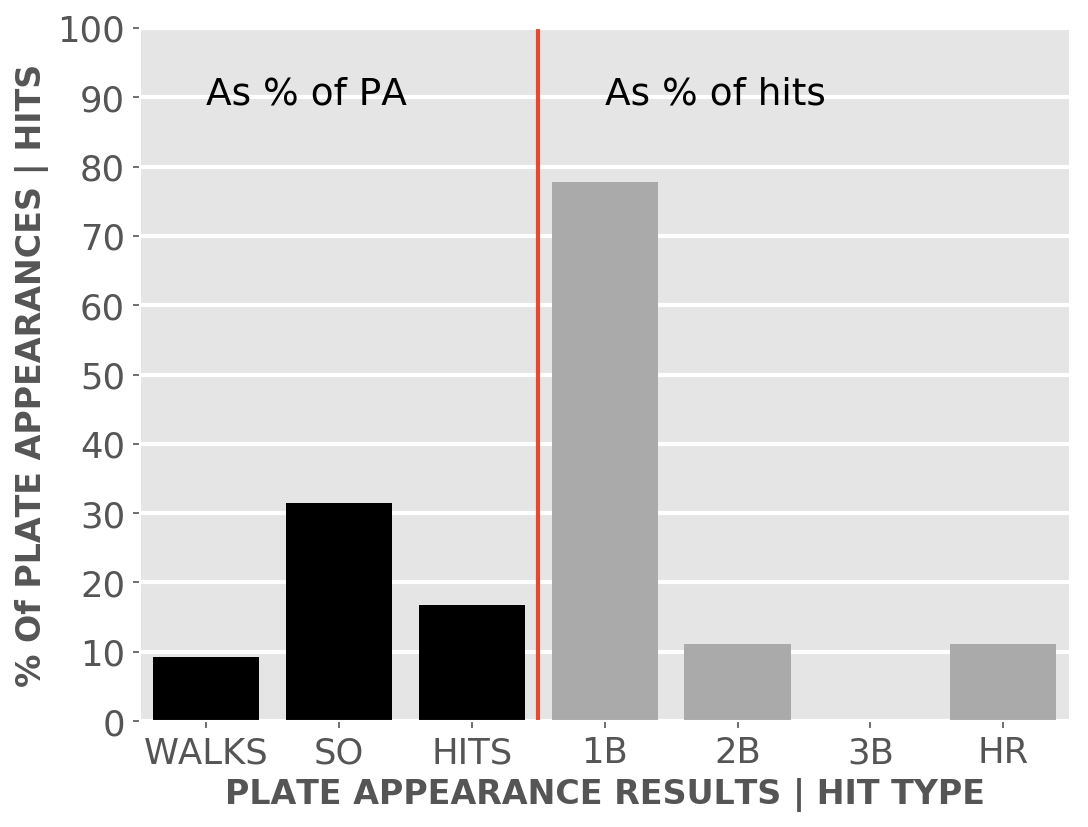 100
90
80
70
60
50
40
30
20
10
0
% Of PLATE APPEARANCES | HITS
As % of PA
As % of hits
WALKS SO HITS 1B 2B 3B HR
PLATE APPEARANCE RESULTS | HIT TYPE